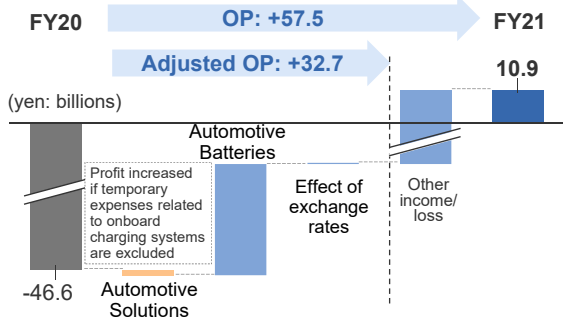 OP: +57.5
FY20
FY21
Adjusted OP: +32.7
10.9
(yen: billions)
Automotive
Batteries
Profit increased
if temporary
expenses related
to onboard
charging systems
are excluded
Effect of
exchange
rates
Other
income/
loss
-46.6
Automotive
Solutions